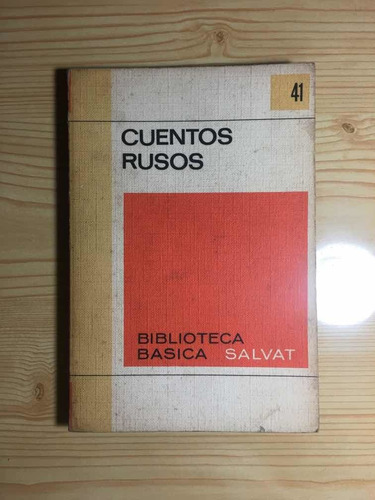 41
CUENTOS
RUSOS
BIBLIOTECA
BASICA SALVAT